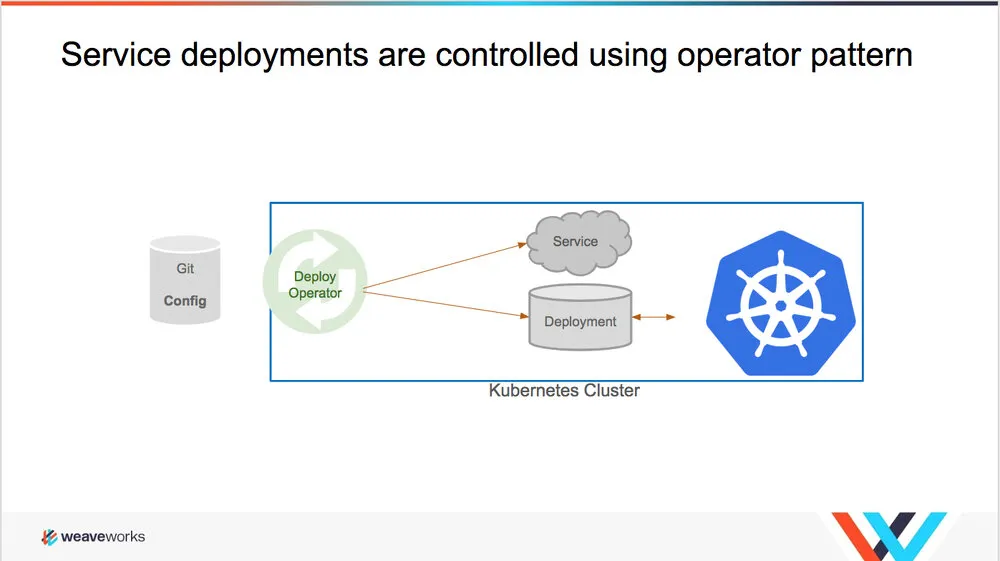 Service deployments are controlled using operator pattern
Git
Config
Deploy
Operator
Service
Deployment
Kubernetes Cluster
weaveworks